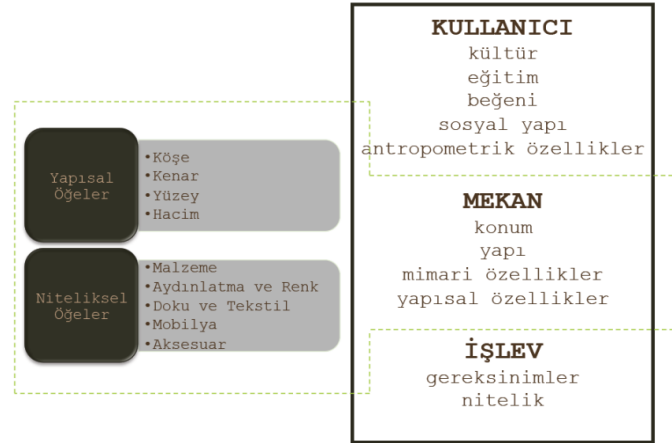 Yapısal
Öğeler
•Köşe
•Kenar
•Yüzey
•Hacim
Niteliksel
Öğeler
•Malzeme
•Aydınlatma ve Renk
•Doku ve Tekstil
•Mobilya
•Aksesuar
KULLANICI
kültür
eğitim
beğeni
sosyal yapı
antropometrik özellikler
MEKAN
konum
yapı
mimari özellikler
yapısal özellikler
İŞLEV
gereksinimler
nitelik